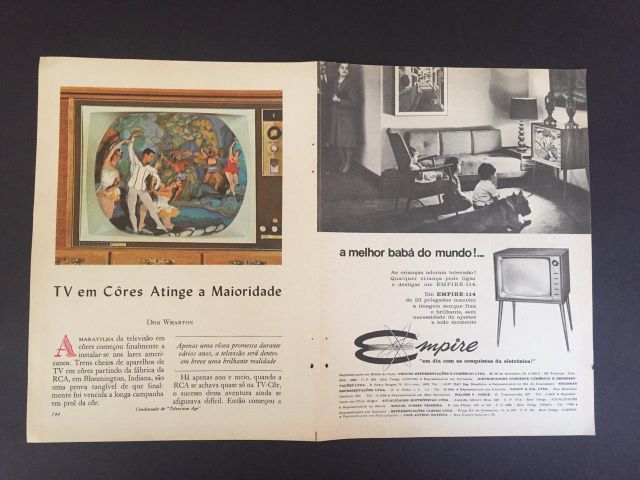 TV em Côres Atinge a Maioridade
DON WHARTON
A MARAVILHA da televisão em
côres começou finalmente a
instalar-se nos lares ameri-
canos. Trens cheios de aparelhos de
TV em côres partindo da fábrica da
RCA, em Bloomington, Indiana, são
uma prova tangível de que final-
mente foi vencida a longa campanha
em prol da côr.
Apenas uma rósea promessa durante
vários anos, a televisão será dentro
em breve uma brilhante realidade
Há apenas ano e meio, quando a
RCA se achava quase só na TV-Côr,
o sucesso dessa aventura ainda se
afigurava difícil. Então começou a
Condensado de "Television Age"
144
a melhor babá do mundo!...
As crianças adoram televisão!
Qualquer criança pode ligar
e desligar um EMPIRE-114.
Um EMPIRE-114
de 23 polegadas mantém
a imagem sempre fixa
e brilhante, sem
necessidade de ajustes
a todo momento
Empire
"em dia com as conquistas da eletrônica!"